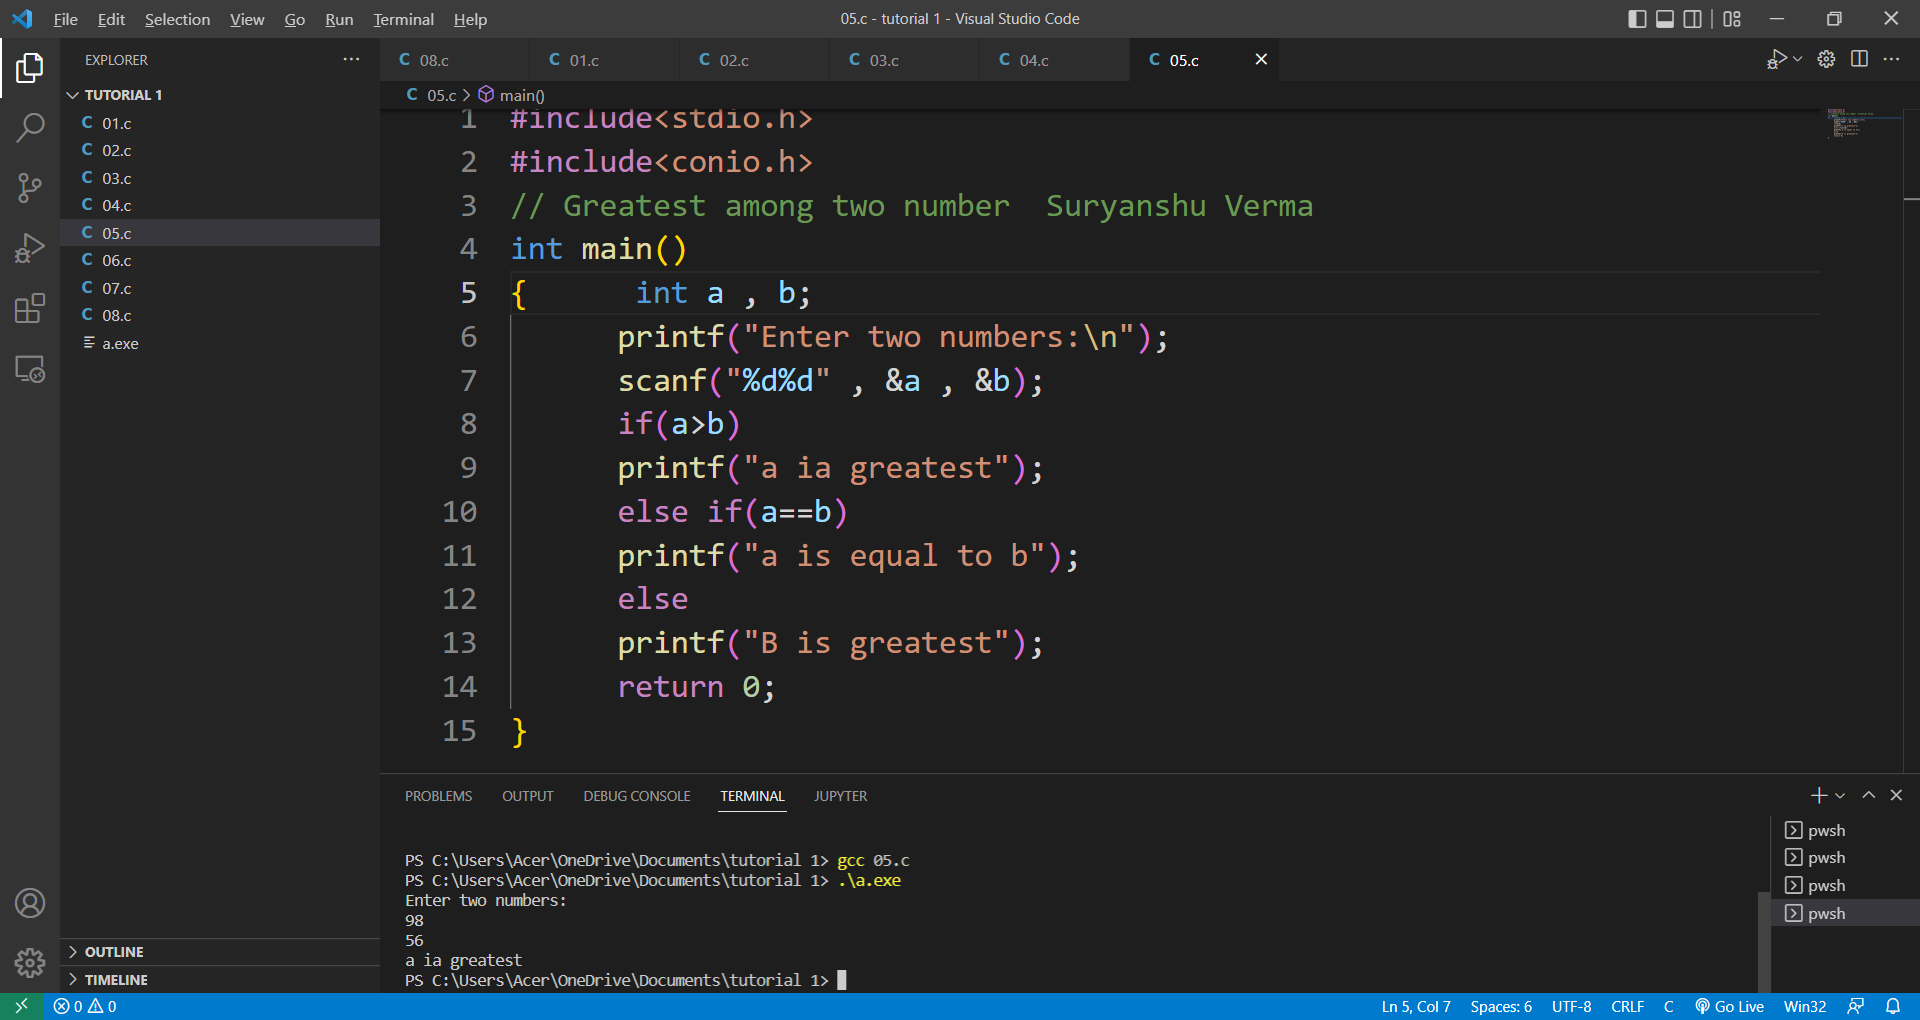 File Edit Selection View Go Run Terminal Help
05.c - tutorial 1 - Visual Studio Code
EXPLORER
TUTORIAL 1
C 01.c
C 02.c
C 03.c
C 04.c
C 05.c
C 06.c
C 07.c
C 08.c
a.exe
OUTLINE
TIMELINE
C 08.c C 01.c C 02.c C 03.c C 04.c C 05.c
C 05.c > main()
1 #include<stdio.h>
2 #include<conio.h>
3 // Greatest among two number  Suryanshu Verma
4 int main()
5 {      int a , b;
6 printf("Enter two numbers:\n");
7 scanf("%d%d" , &a , &b);
8 if(a>b)
9 printf("a ia greatest");
10 else if(a==b)
11 printf("a is equal to b");
12 else
13 printf("B is greatest");
14 return 0;
15 }
PROBLEMS OUTPUT DEBUG CONSOLE TERMINAL JUPYTER
PS C:\Users\Acer\OneDrive\Documents\tutorial 1> gcc 05.c
PS C:\Users\Acer\OneDrive\Documents\tutorial 1> .\a.exe
Enter two numbers:
98
56
a ia greatest
PS C:\Users\Acer\OneDrive\Documents\tutorial 1>
pwsh
pwsh
pwsh
pwsh
0 0
Ln 5, Col 7 Spaces: 6 UTF-8 CRLF C Go Live Win32